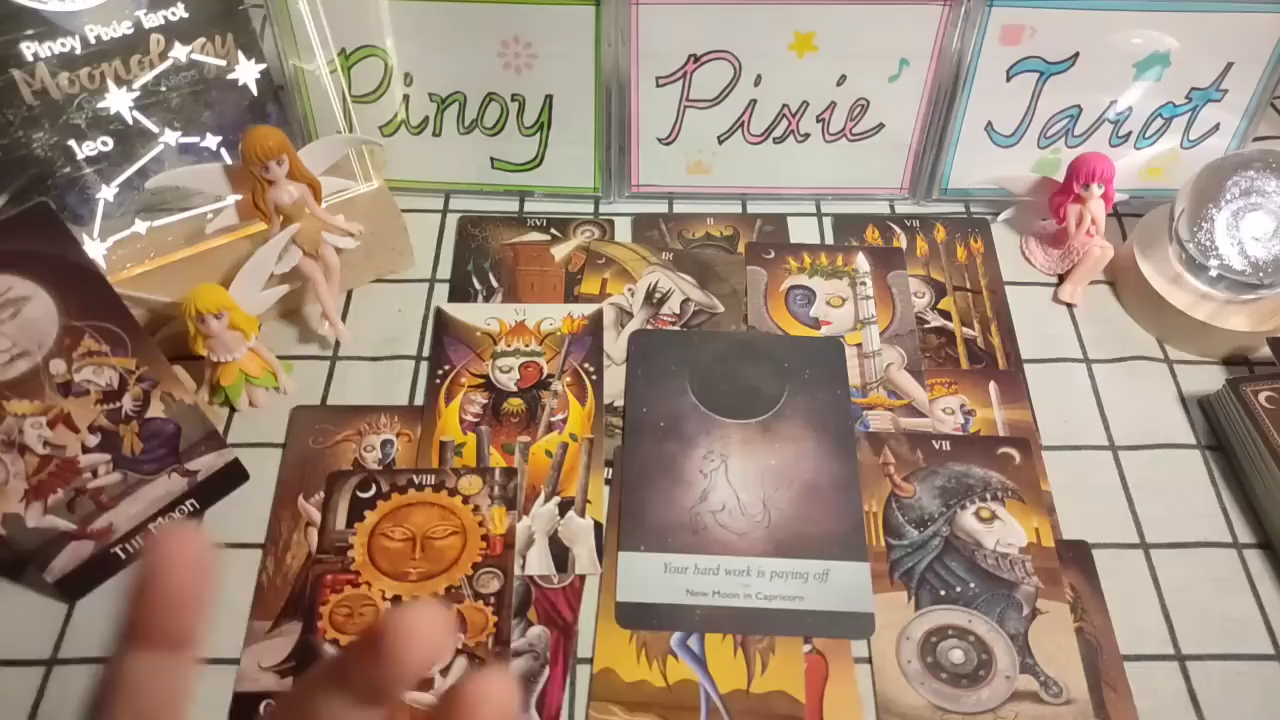 Pinoy Pixie Tarot
Moonology
CARDS
leo
Pinoy
Pixie
Tarot
XVI
II
VII
IX
VI
VII
VIII
THE MOON
Your hard work is paying off
New Moon in Capricorn